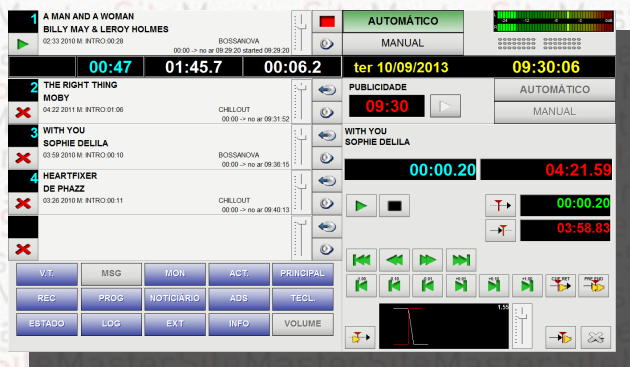 1 A MAN AND A WOMAN
BILLY MAY & LEROY HOLMES
02:33 2010 M: INTRO:00:28 BOSSANOVA
00:00 -> no ar 09:29:20 started 09:29:20
AUTOMÁTICO
MANUAL
00:47 01:45.7 00:06.2
ter 10/09/2013 09:30:06
2 THE RIGHT THING
MOBY
04:22 2011 M: INTRO:01:06 CHILLOUT
00:00 -> no ar 09:31:52
PUBLICIDADE
09:30
AUTOMÁTICO
MANUAL
3 WITH YOU
SOPHIE DELILA
03:59 2010 M: INTRO:00:10 BOSSANOVA
00:00 -> no ar 09:36:15
WITH YOU
SOPHIE DELILA
00:00.20 04:21.59
4 HEARTFIXER
DE PHAZZ
03:26 2010 M: INTRO:00:11 CHILLOUT
00:00 -> no ar 09:40:13
00:00.20
03:58.83
V.T. MSG MON ACT. PRINCIPAL
REC PROG NOTICIÁRIO ADS TECL.
ESTADO LOG EXT INFO VOLUME
CUE RET
1.55